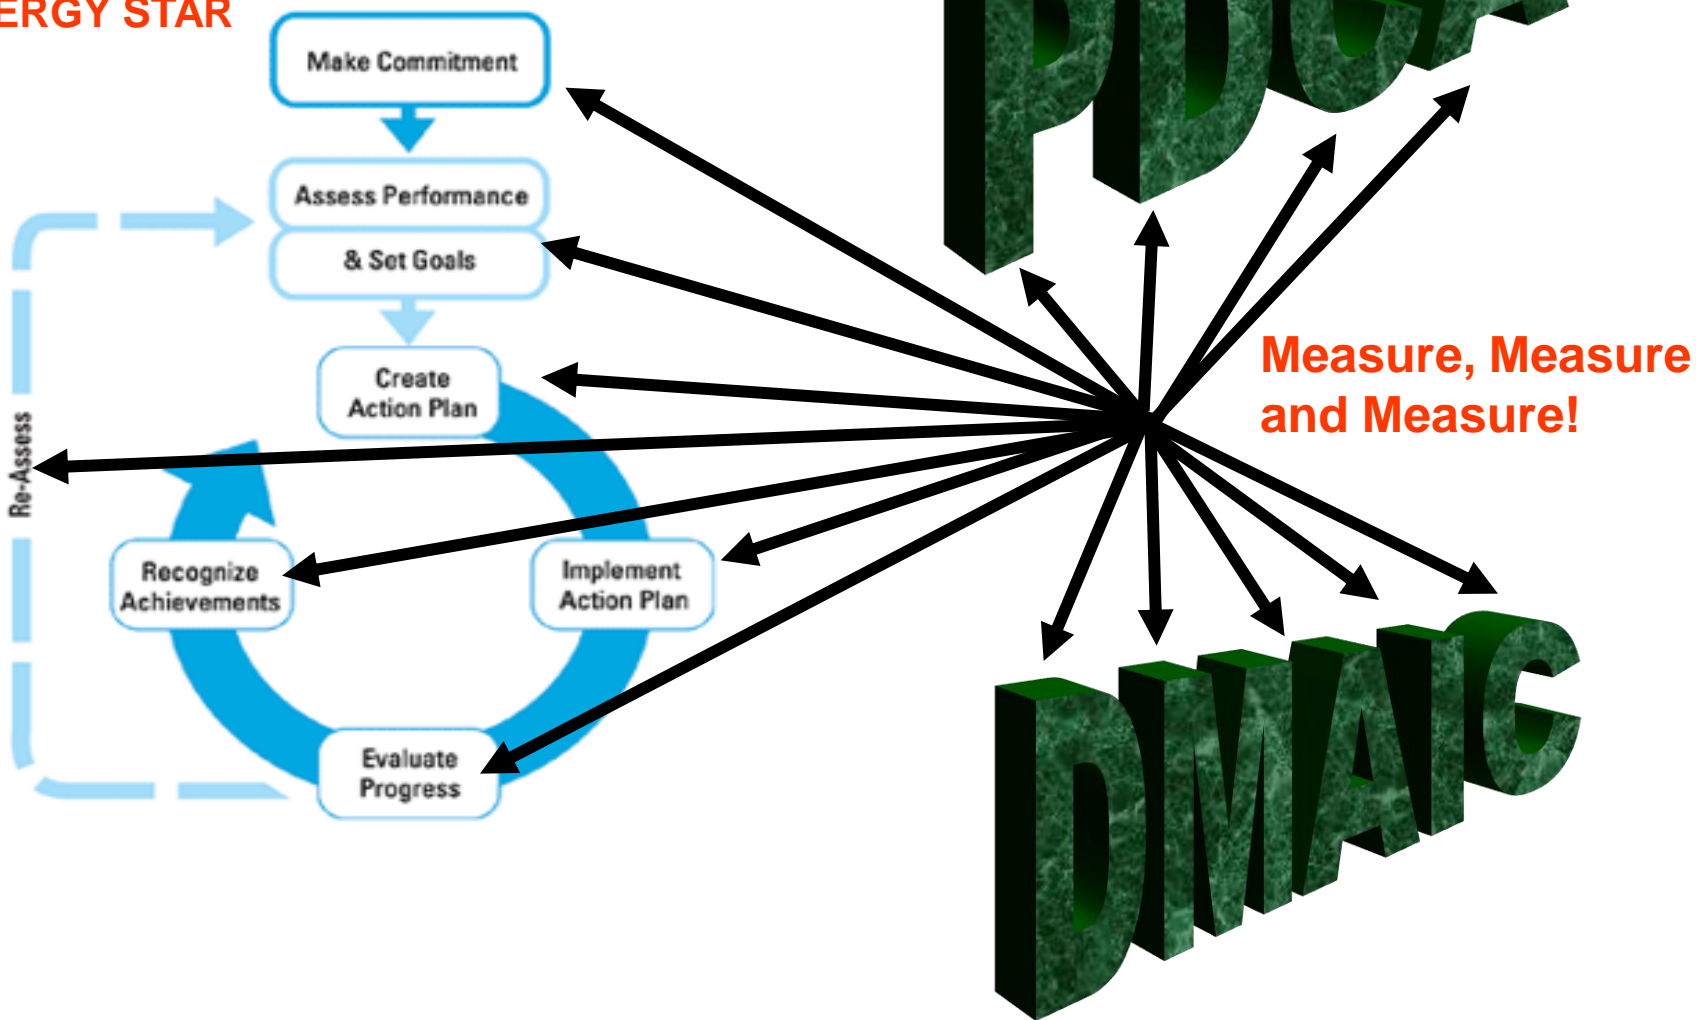 ERGY STAR
PDCA
Make Commitment
Assess Performance
& Set Goals
Create
Action Plan
Measure, Measure
and Measure!
Re-Assess
Recognize
Achievements
Implement
Action Plan
Evaluate
Progress
DMAIC